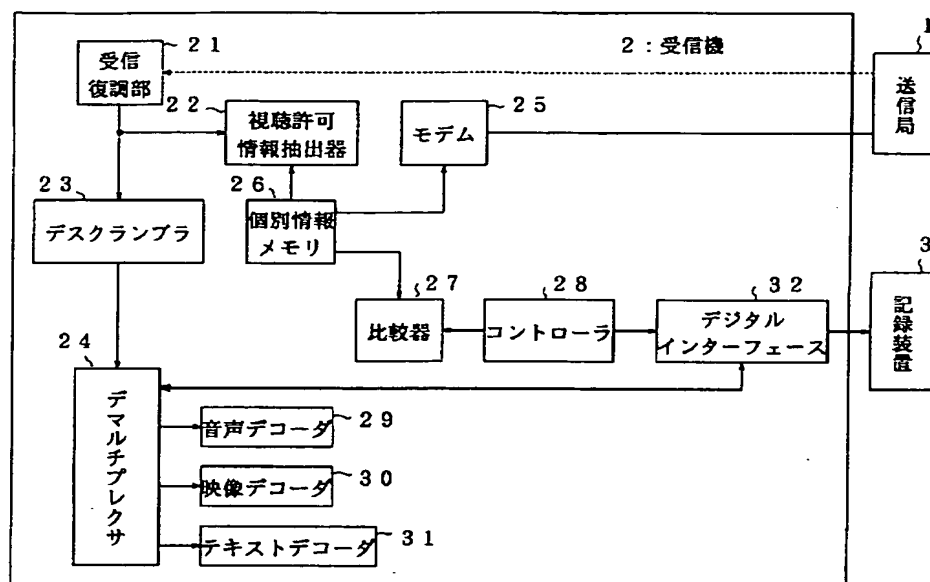 21
受信
復調部
2：受信機
1
送信局
22
視聴許可
情報抽出器
25
モデム
23
デスクランブラ
26
個別情報
メモリ
27
比較器
28
コントローラ
32
デジタル
インターフェース
3
記録装置
24
デマルチプレクサ
音声デコーダ
29
映像デコーダ
30
テキストデコーダ
31